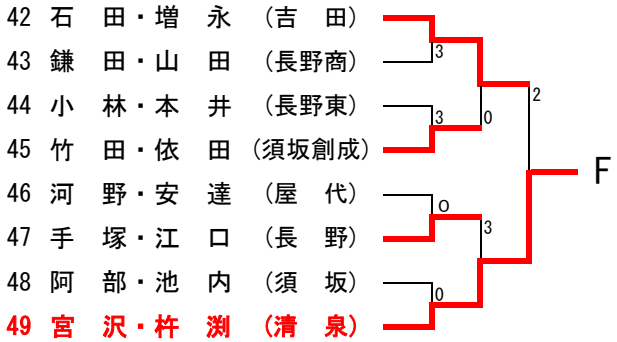 42 石 田・増 永 (吉 田)
3
43 鎌 田・山 田 (長野商)
2
44 小 林・本 井 (長野東)
3 0
45 竹 田・依 田 (須坂創成)
F
46 河 野・安 達 (屋 代)
0
47 手 塚・江 口 (長 野)
3
48 阿 部・池 内 (須 坂)
0
49 宮 沢・杵 渕 (清 泉)